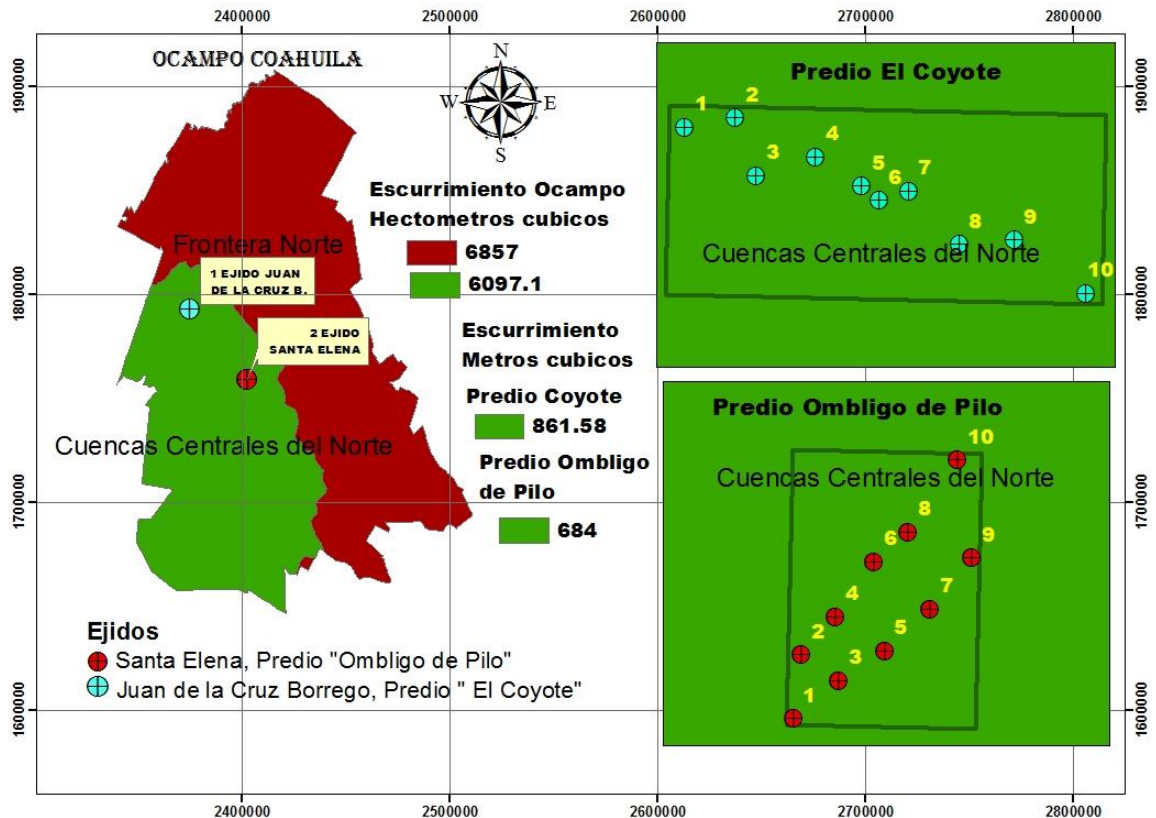 2400000
2500000
2600000
2700000
2800000
OCAMPO COAHUILA
N
W
E
S
1900000
1800000
1700000
1600000
Frontera Norte
1 EJIDO JUAN
DE LA CRUZ B.
2 EJIDO
SANTA ELENA
Cuencas Centrales del Norte
Escurrimiento Ocampo
Hectometros cubicos
6857
6097.1
Escurrimiento
Metros cubicos
Predio Coyote
861.58
Predio Ombligo
de Pilo
684
Ejidos
Santa Elena, Predio "Ombligo de Pilo"
Juan de la Cruz Borrego, Predio " El Coyote"
Predio El Coyote
1
2
3
4
5
6
7
8
9
10
Cuencas Centrales del Norte
Predio Ombligo de Pilo
10
Cuencas Centrales del Norte
8
6
9
4
7
2
5
3
1
1900000
1800000
1700000
1600000
2400000
2500000
2600000
2700000
2800000